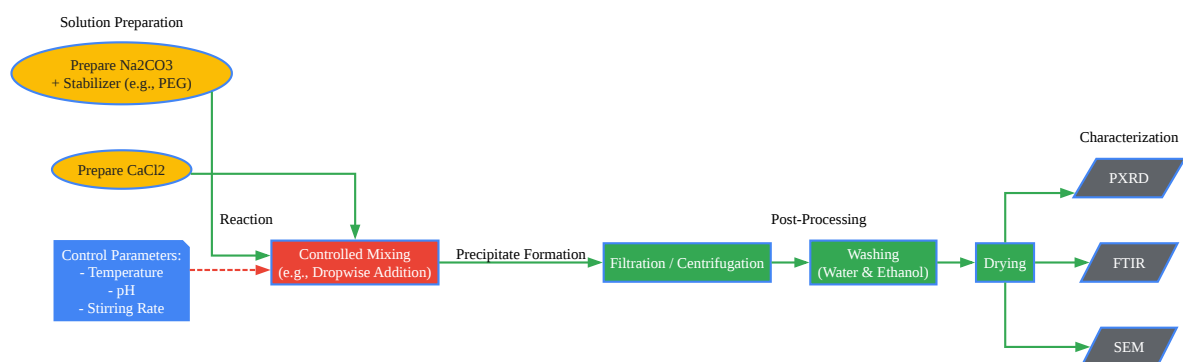 Solution Preparation
Prepare Na2CO3
+ Stabilizer (e.g., PEG)
Prepare CaCl2
Control Parameters:
- Temperature
- pH
- Stirring Rate
Reaction
Controlled Mixing
(e.g., Dropwise Addition)
Precipitate Formation
Filtration / Centrifugation
Post-Processing
Washing
(Water & Ethanol)
Drying
Characterization
PXRD
FTIR
SEM